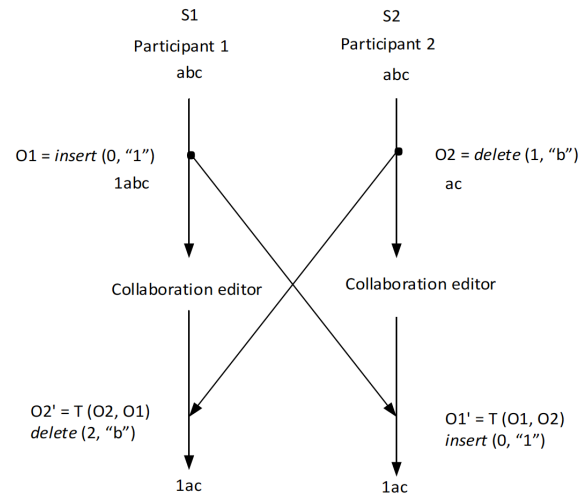 S1
S2
Participant 1
Participant 2
abc
abc
O1 = insert (0, “1”)
O2 = delete (1, “b”)
1abc
ac
Collaboration editor
Collaboration editor
O2' = T (O2, O1)
delete (2, “b”)
O1' = T (O1, O2)
insert (0, “1”)
1ac
1ac